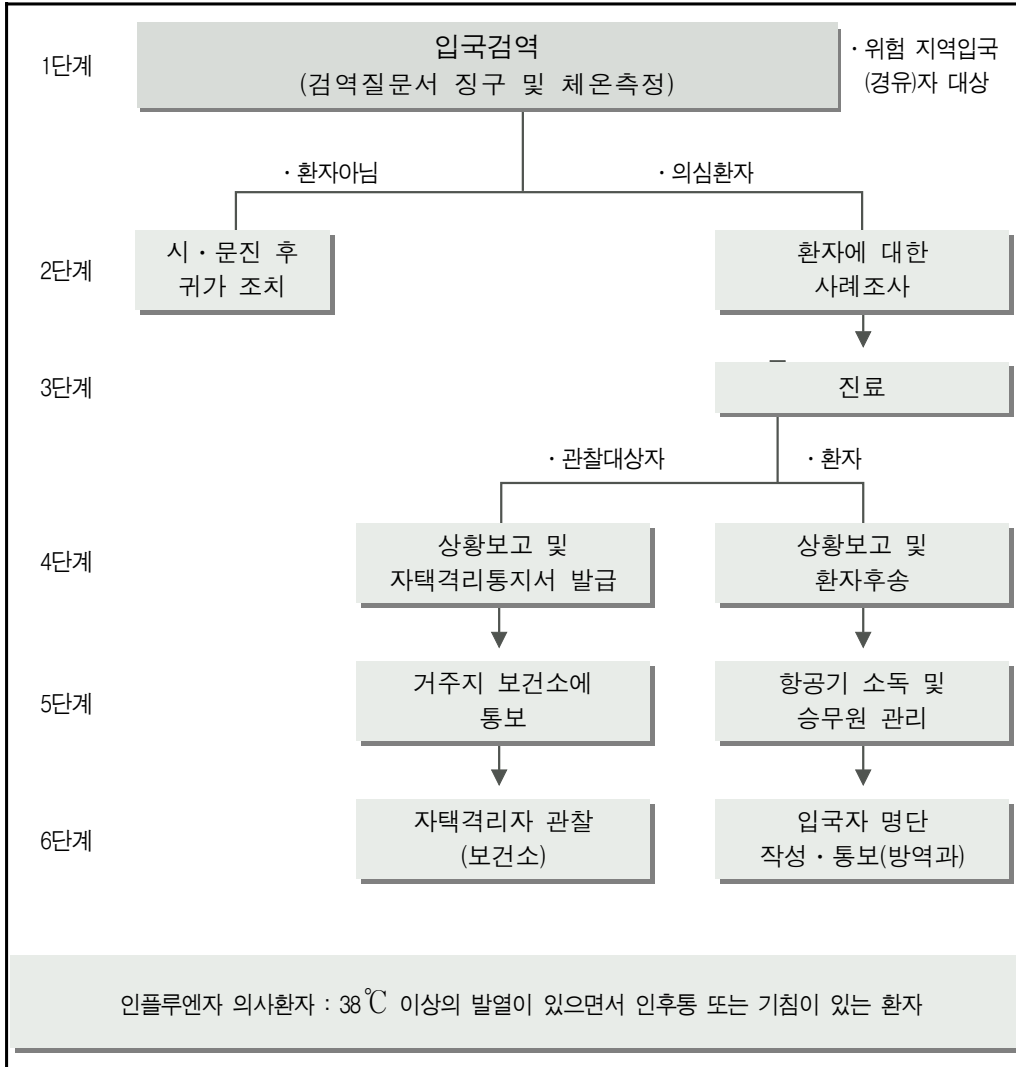 1단계
입국검역
(검역질문서 징구 및 체온측정)
· 위험 지역입국
(경유)자 대상
· 환자아님
· 의심환자
2단계
시 · 문진 후
귀가 조치
환자에 대한
사례조사
3단계
진료
· 관찰대상자
· 환자
4단계
상황보고 및
자택격리통지서 발급
상황보고 및
환자후송
5단계
거주지 보건소에
통보
항공기 소독 및
승무원 관리
6단계
자택격리자 관찰
(보건소)
입국자 명단
작성 · 통보(방역과)
인플루엔자 의사환자 : 38℃ 이상의 발열이 있으면서 인후통 또는 기침이 있는 환자